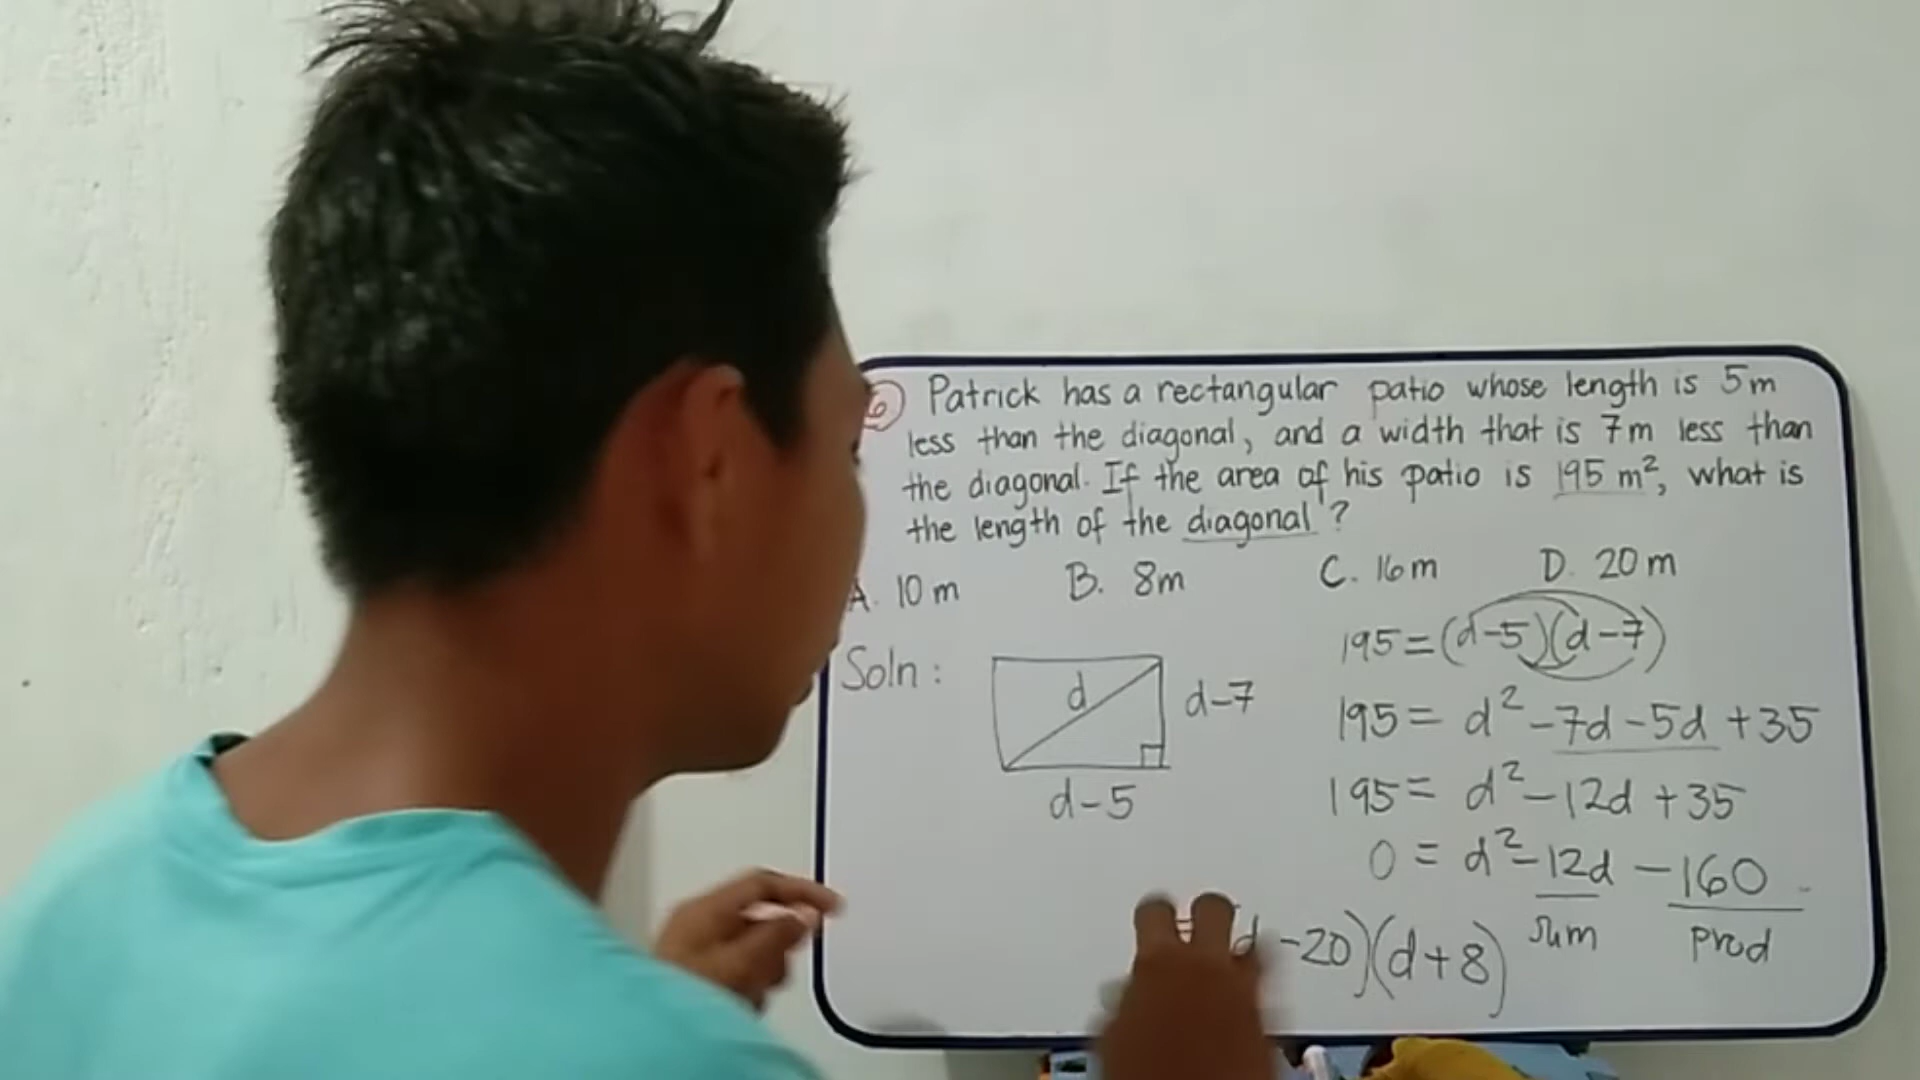 6) Patrick has a rectangular patio whose length is 5m
less than the diagonal, and a width that is 7m less than
the diagonal. If the area of his patio is 195 m², what is
the length of the diagonal?
A. 10 m B. 8m C. 16m D. 20 m
Soln:
d
d-7
d-5
195=(d-5)(d-7)
195= d²-7d-5d +35
195= d²-12d +35
0 = d²-12d -160
sum prod
= (d-20)(d+8)